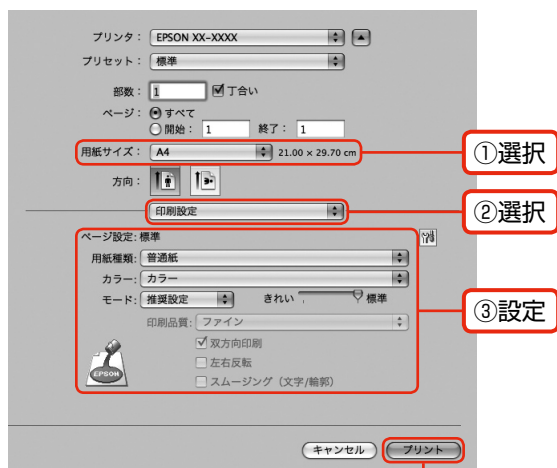 プリンタ： EPSON XX-XXXX
プリセット： 標準
部数： 1 丁合い
ページ： すべて
開始： 1 終了： 1
用紙サイズ： A4 21.00 × 29.70 cm
①選択
方向：
印刷設定
②選択
ページ設定: 標準
用紙種類: 普通紙
カラー: カラー
モード: 推奨設定 きれい 標準
③設定
印刷品質: ファイン
双方向印刷
左右反転
スムージング（文字/輪郭）
EPSON
キャンセル プリント